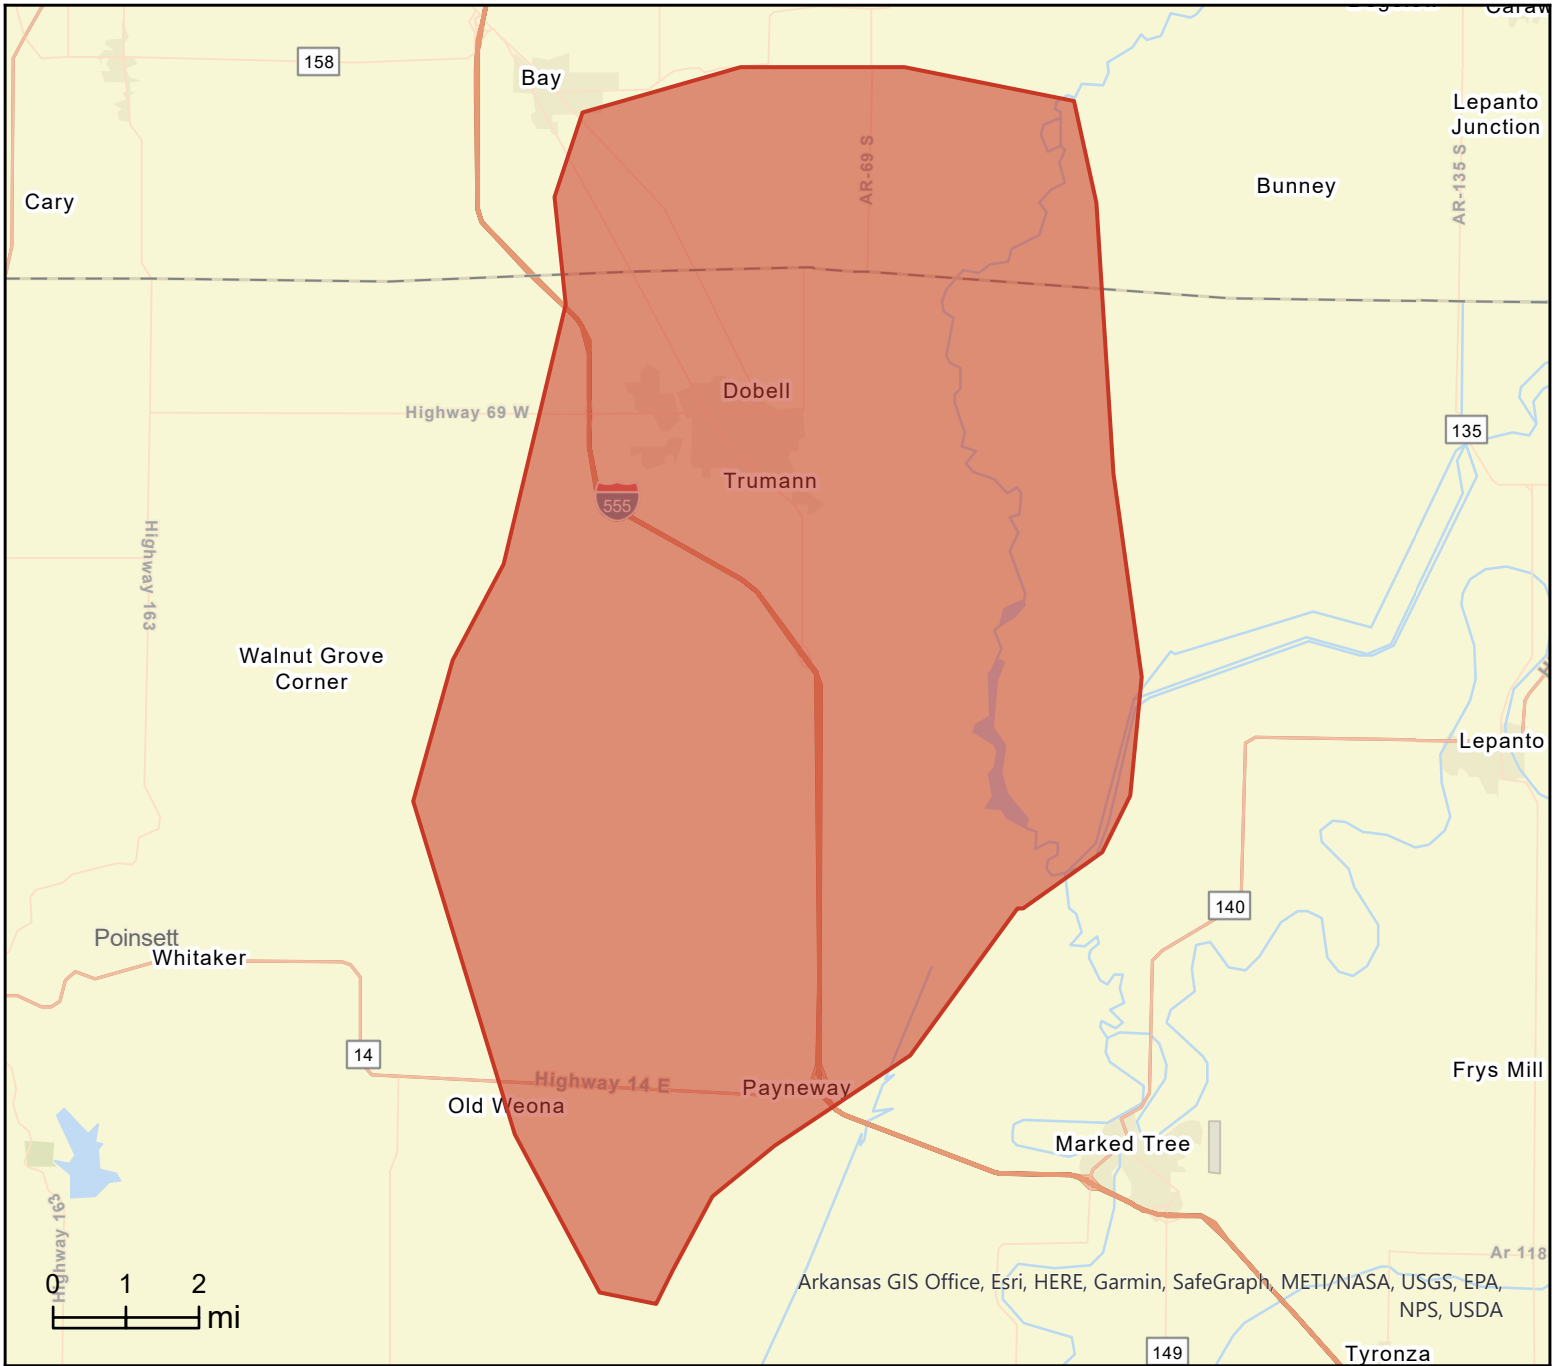 Caraw
158
Bay
Lepanto
Junction
AR-69 S
AR-135 S
Bunney
Cary
Dobell
Highway 69 W
135
Trumann
555
Highway 163
Walnut Grove
Corner
Lepanto
140
Poinsett
Whitaker
14
Frys Mill
Highway 14 E
Payneway
Old Weona
Marked Tree
Highway 163
Ar 118
0 1 2
mi
Arkansas GIS Office, Esri, HERE, Garmin, SafeGraph, METI/NASA, USGS, EPA,
NPS, USDA
149
Tyronza